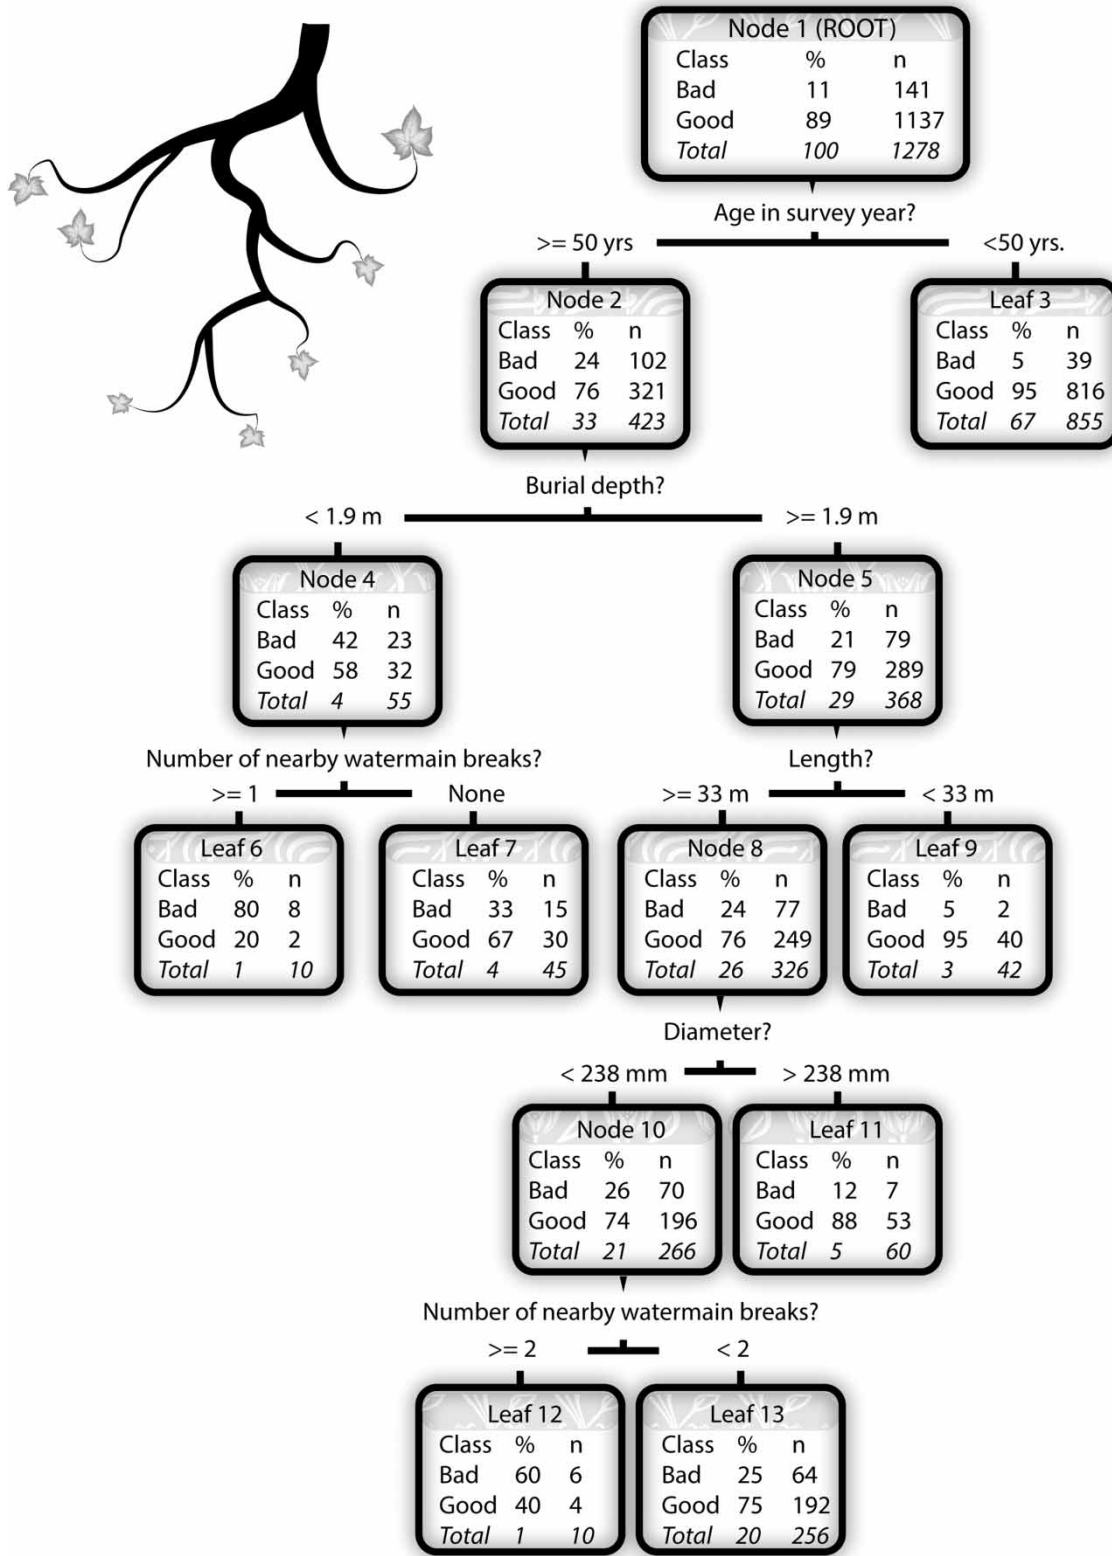 Node 1 (ROOT)
Class % n
Bad 11 141
Good 89 1137
Total 100 1278
Age in survey year?
>= 50 yrs <50 yrs.
Node 2
Class % n
Bad 24 102
Good 76 321
Total 33 423
Leaf 3
Class % n
Bad 5 39
Good 95 816
Total 67 855
Burial depth?
< 1.9 m >= 1.9 m
Node 4
Class % n
Bad 42 23
Good 58 32
Total 4 55
Node 5
Class % n
Bad 21 79
Good 79 289
Total 29 368
Number of nearby watermain breaks?
>= 1 None
Length?
>= 33 m < 33 m
Leaf 6
Class % n
Bad 80 8
Good 20 2
Total 1 10
Leaf 7
Class % n
Bad 33 15
Good 67 30
Total 4 45
Node 8
Class % n
Bad 24 77
Good 76 249
Total 26 326
Leaf 9
Class % n
Bad 5 2
Good 95 40
Total 3 42
Diameter?
< 238 mm > 238 mm
Node 10
Class % n
Bad 26 70
Good 74 196
Total 21 266
Leaf 11
Class % n
Bad 12 7
Good 88 53
Total 5 60
Number of nearby watermain breaks?
>= 2 < 2
Leaf 12
Class % n
Bad 60 6
Good 40 4
Total 1 10
Leaf 13
Class % n
Bad 25 64
Good 75 192
Total 20 256